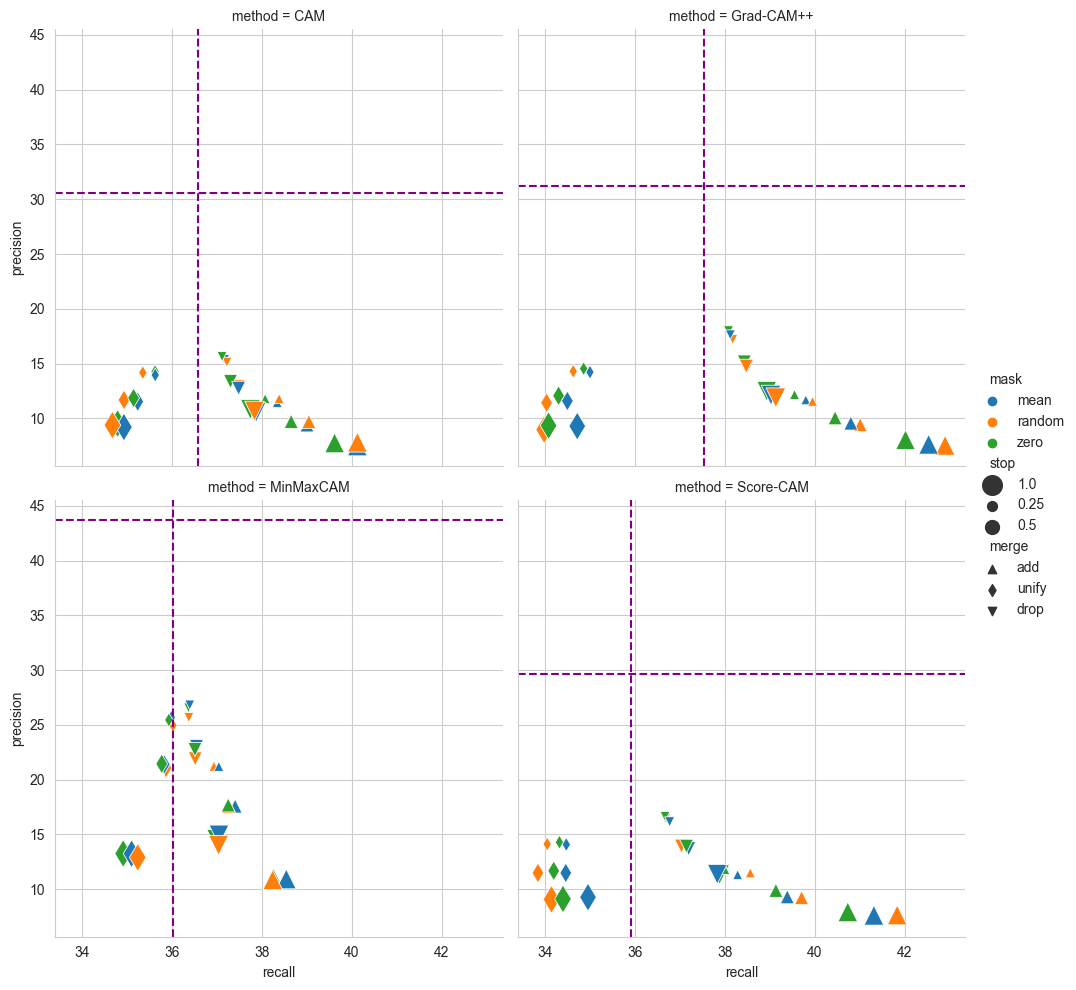 method = CAM
method = Grad-CAM++
45
40
35
30
25
20
15
10
precision
mask
mean
random
zero
stop
1.0
0.25
0.5
merge
add
unify
drop
method = MinMaxCAM
method = Score-CAM
45
40
35
30
25
20
15
10
precision
34
36
38
40
42
34
36
38
40
42
recall
recall